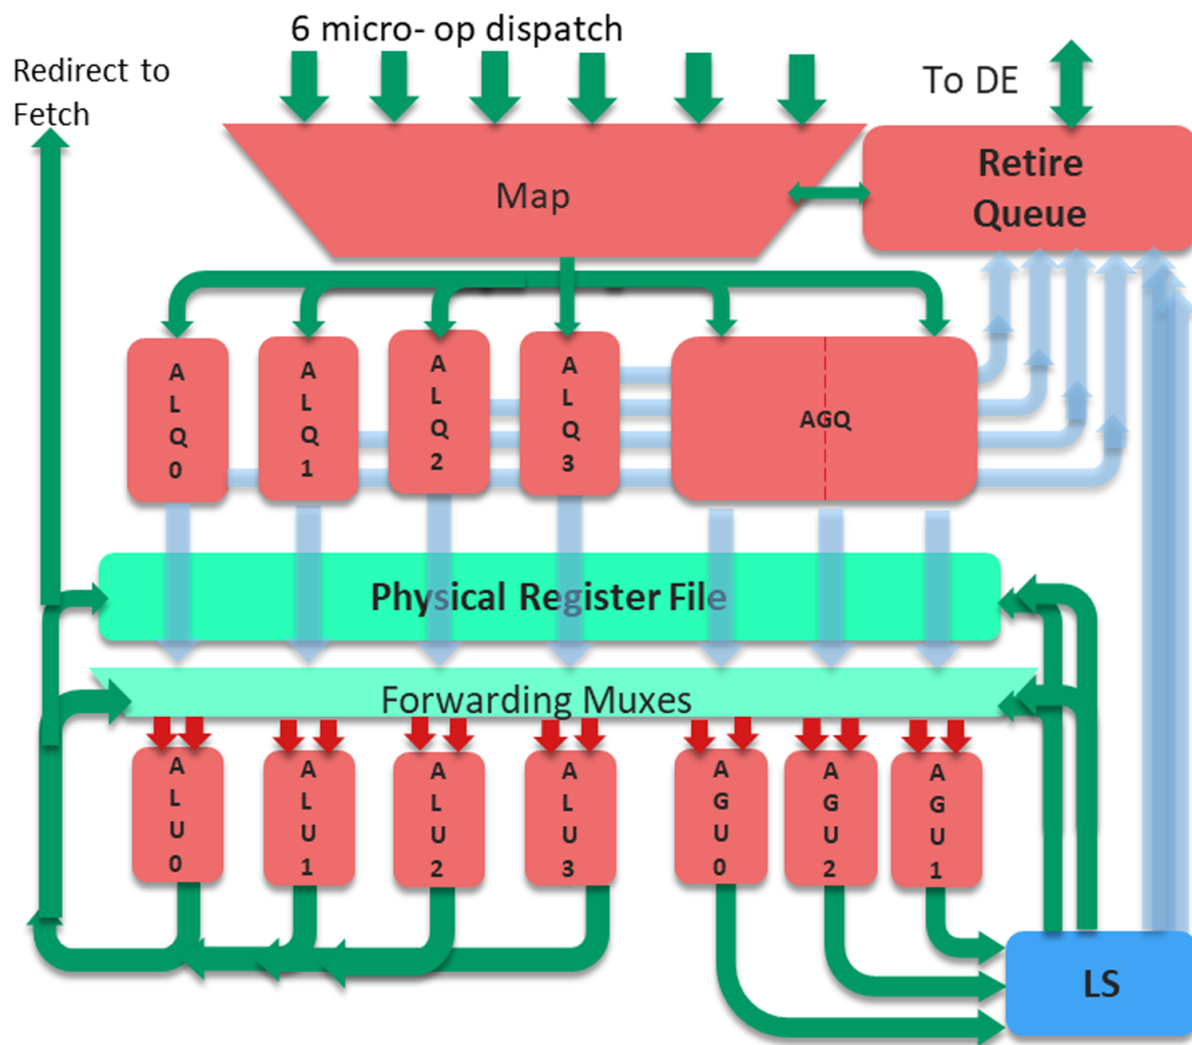 6 micro- op dispatch
Redirect to
Fetch
To DE
Map
Retire
Queue
A
L
Q
0
A
L
Q
1
A
L
Q
2
A
L
Q
3
AGQ
Physical Register File
Forwarding Muxes
A
L
U
0
A
L
U
1
A
L
U
2
A
L
U
3
A
G
U
0
A
G
U
2
A
G
U
1
LS